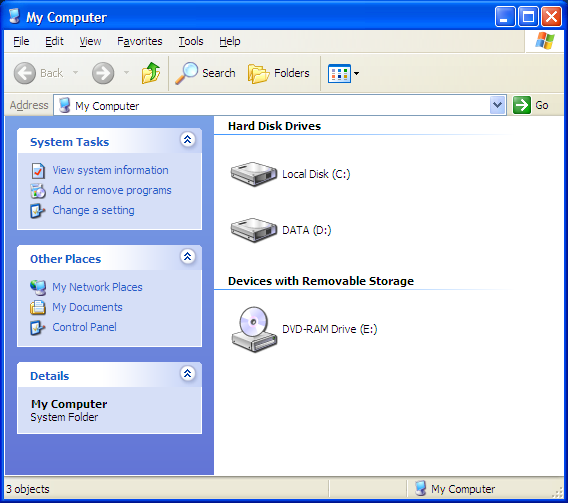 My Computer
File Edit View Favorites Tools Help
Back Search Folders
Address My Computer Go
System Tasks
View system information
Add or remove programs
Change a setting
Other Places
My Network Places
My Documents
Control Panel
Details
My Computer
System Folder
Hard Disk Drives
Local Disk (C:)
DATA (D:)
Devices with Removable Storage
DVD-RAM Drive (E:)
3 objects My Computer